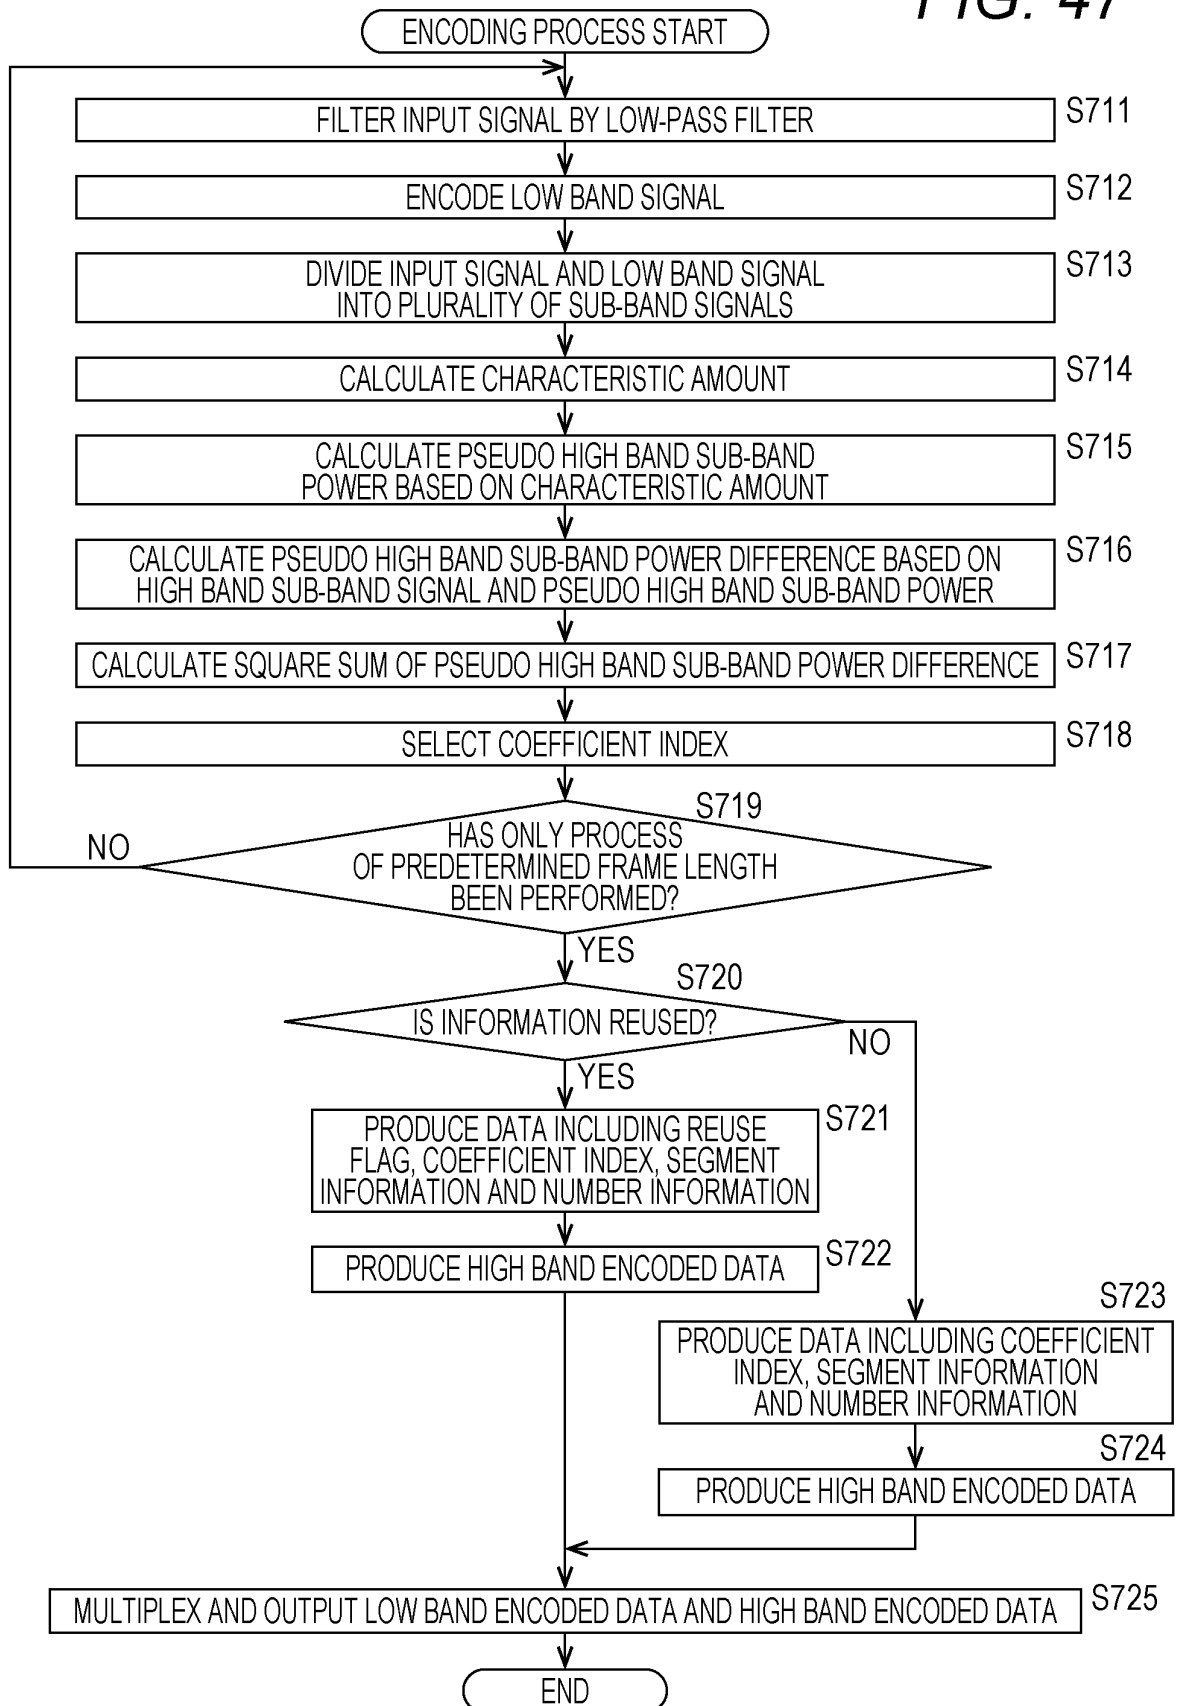 FIG. 47
ENCODING PROCESS START
FILTER INPUT SIGNAL BY LOW-PASS FILTER
S711
ENCODE LOW BAND SIGNAL
S712
DIVIDE INPUT SIGNAL AND LOW BAND SIGNAL
INTO PLURALITY OF SUB-BAND SIGNALS
S713
CALCULATE CHARACTERISTIC AMOUNT
S714
CALCULATE PSEUDO HIGH BAND SUB-BAND
POWER BASED ON CHARACTERISTIC AMOUNT
S715
CALCULATE PSEUDO HIGH BAND SUB-BAND POWER DIFFERENCE BASED ON
HIGH BAND SUB-BAND SIGNAL AND PSEUDO HIGH BAND SUB-BAND POWER
S716
CALCULATE SQUARE SUM OF PSEUDO HIGH BAND SUB-BAND POWER DIFFERENCE
S717
SELECT COEFFICIENT INDEX
S718
S719
HAS ONLY PROCESS
OF PREDETERMINED FRAME LENGTH
BEEN PERFORMED?
NO
YES
S720
IS INFORMATION REUSED?
NO
YES
PRODUCE DATA INCLUDING REUSE
FLAG, COEFFICIENT INDEX, SEGMENT
INFORMATION AND NUMBER INFORMATION
S721
PRODUCE HIGH BAND ENCODED DATA
S722
S723
PRODUCE DATA INCLUDING COEFFICIENT
INDEX, SEGMENT INFORMATION
AND NUMBER INFORMATION
S724
PRODUCE HIGH BAND ENCODED DATA
MULTIPLEX AND OUTPUT LOW BAND ENCODED DATA AND HIGH BAND ENCODED DATA
S725
END